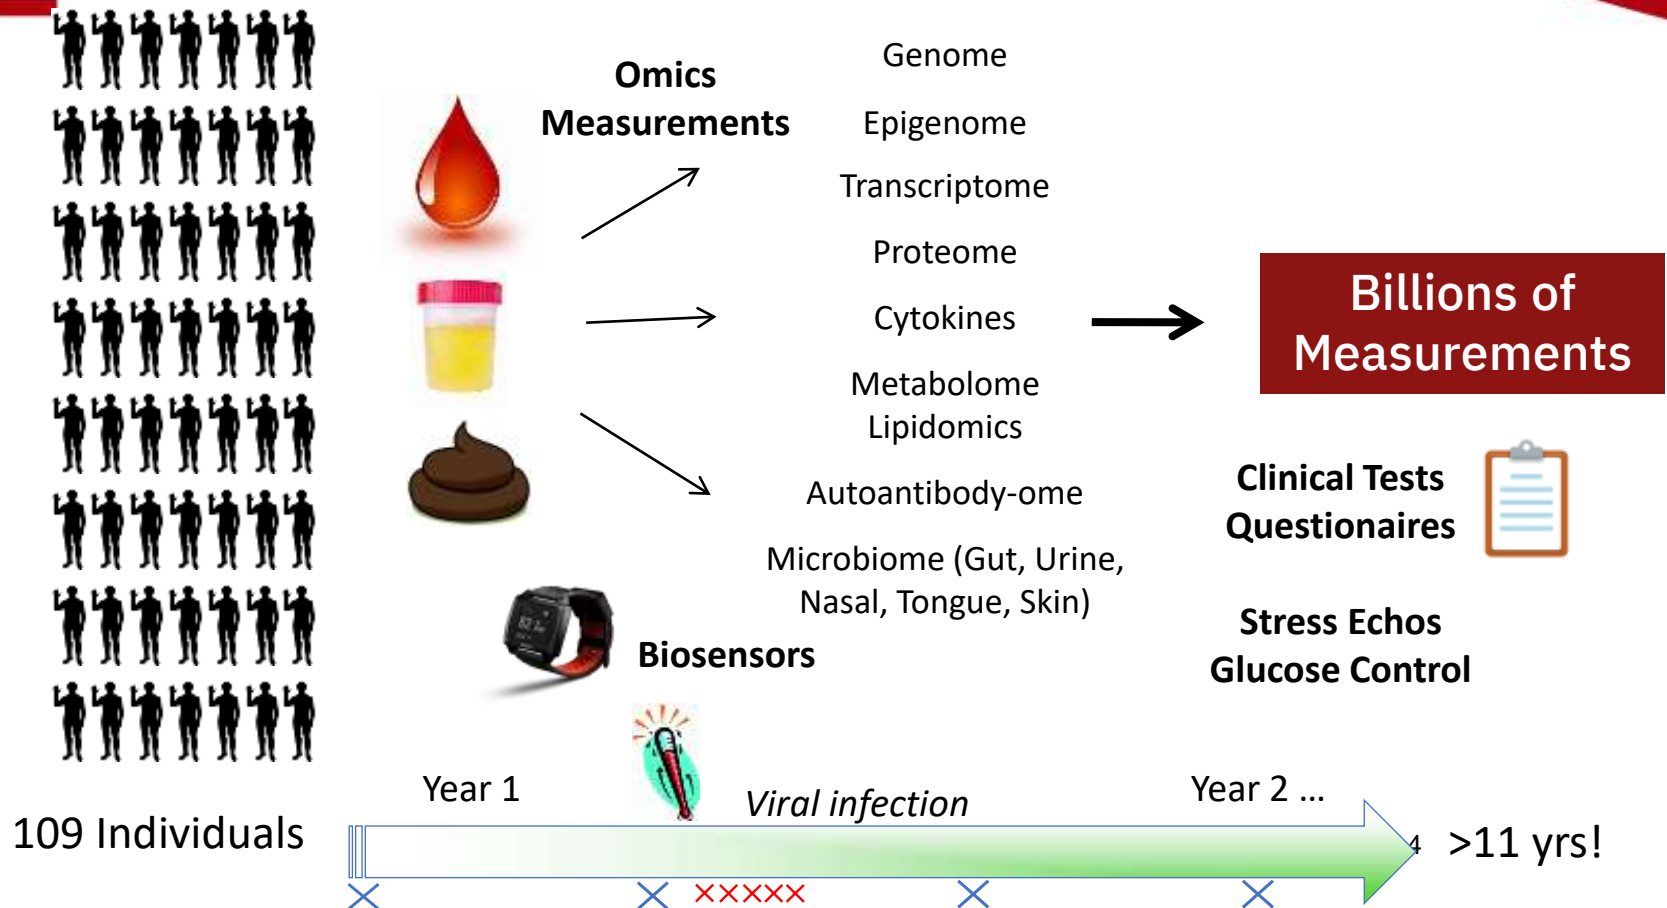 Omics
Measurements
Genome
Epigenome
Transcriptome
Proteome
Cytokines
Metabolome
Lipidomics
Autoantibody-ome
Microbiome (Gut, Urine,
Nasal, Tongue, Skin)
Billions of
Measurements
Clinical Tests
Questionaires
Stress Echos
Glucose Control
Biosensors
Year 1
Viral infection
Year 2 ...
109 Individuals
4
>11 yrs!